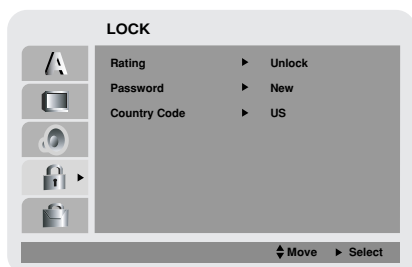 LOCK
Rating ► Unlock
Password ► New
Country Code ► US
Move ► Select